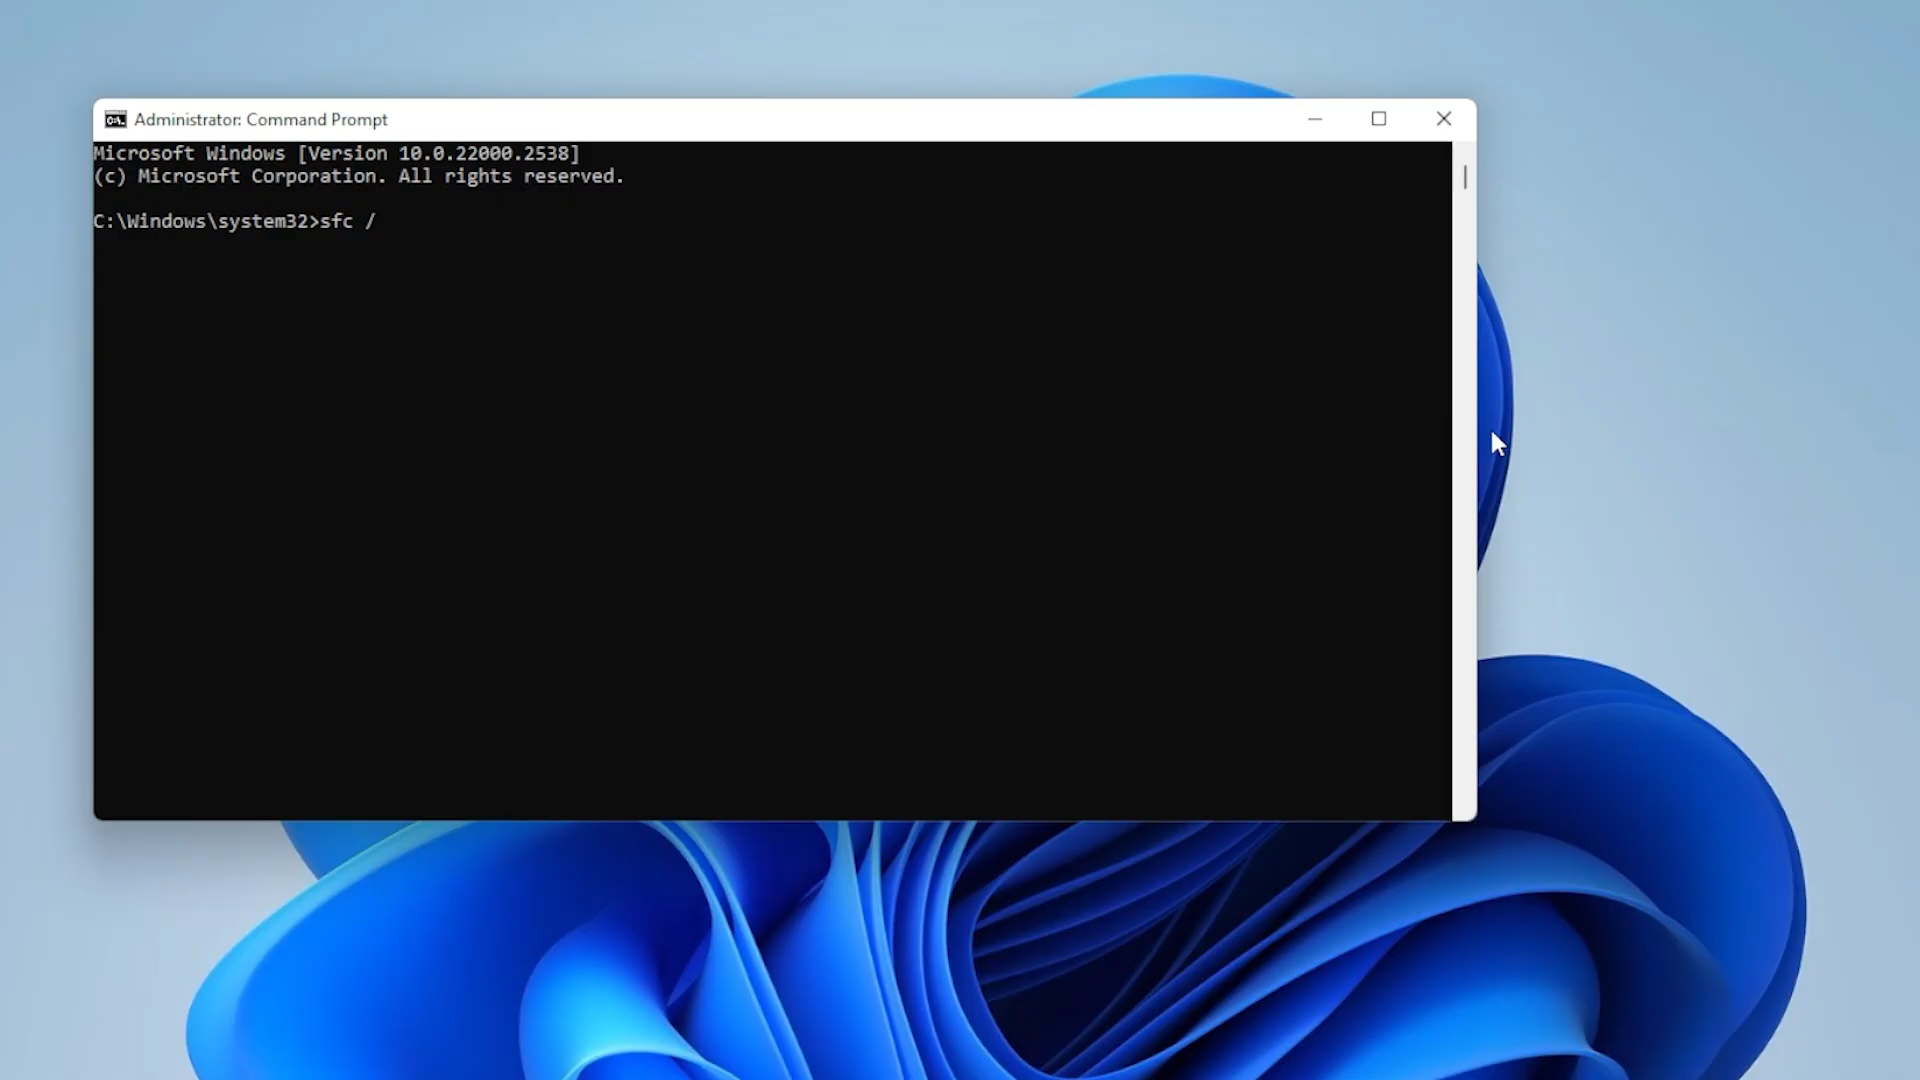 Administrator: Command Prompt
Microsoft Windows [Version 10.0.22000.2538]
(c) Microsoft Corporation. All rights reserved.
C:\Windows\system32>sfc /